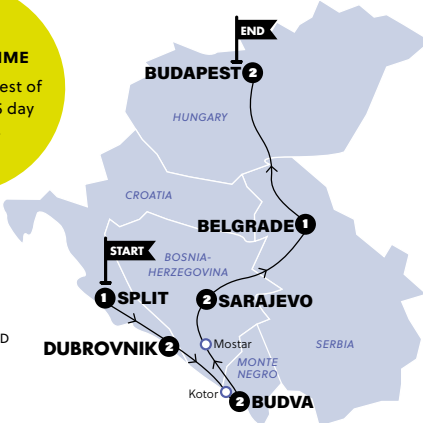 END
IME
est of
day
BUDAPEST 2
HUNGARY
CROATIA
BELGRADE 1
START
BOSNIA-
HERZEGOVINA
1 SPLIT
2 SARAJEVO
D
DUBROVNIK 2
Mostar
SERBIA
MONTE
NEGRO
Kotor
2 BUDVA